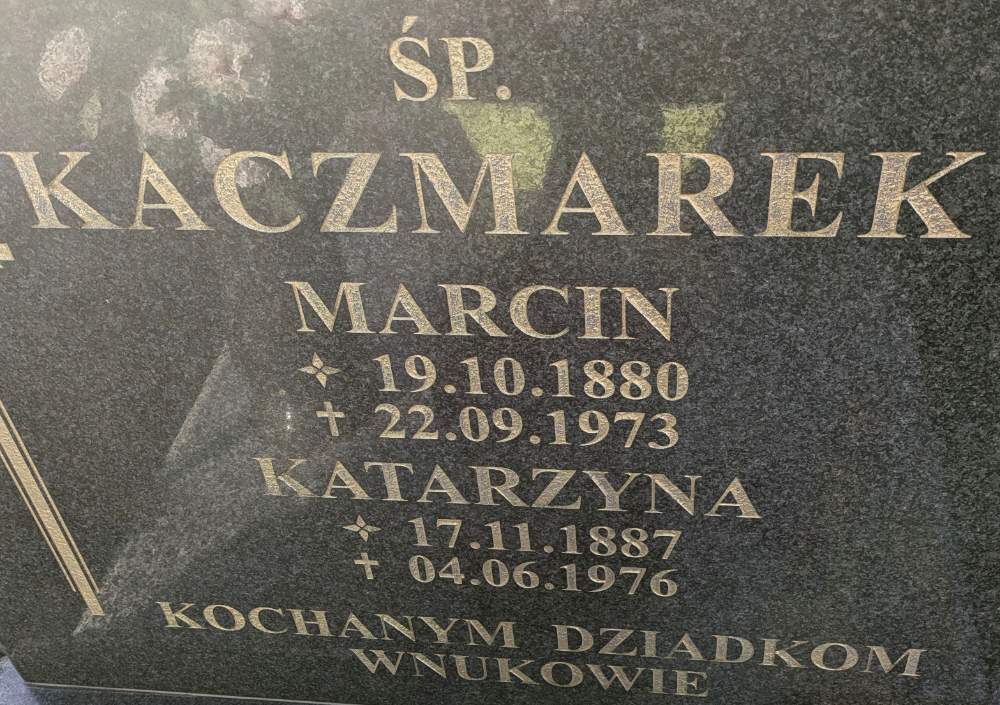 ŚP.
KACZMAREK
MARCIN
19.10.1880
22.09.1973
KATARZYNA
17.11.1887
04.06.1976
KOCHANYM DZIADKOM
WNUKOWIE